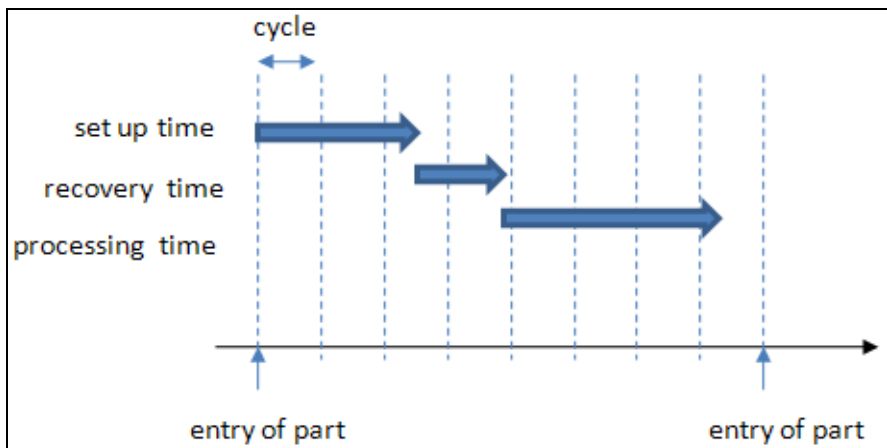 cycle
set up time
recovery time
processing time
entry of part
entry of part